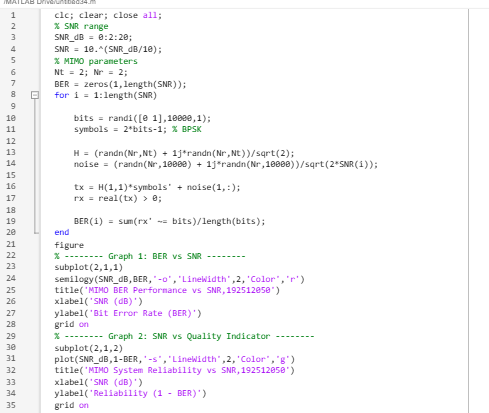 /MATLAB Drive/untitled34.m
1 clc; clear; close all;
2 % SNR range
3 SNR_dB = 0:2:20;
4 SNR = 10.^(SNR_dB/10);
5 % MIMO parameters
6 Nt = 2; Nr = 2;
7 BER = zeros(1,length(SNR));
8 for i = 1:length(SNR)
9
10 bits = randi([0 1],10000,1);
11 symbols = 2*bits-1; % BPSK
12
13 H = (randn(Nr,Nt) + 1j*randn(Nr,Nt))/sqrt(2);
14 noise = (randn(Nr,10000) + 1j*randn(Nr,10000))/sqrt(2*SNR(i));
15
16 tx = H(1,1)*symbols' + noise(1,:);
17 rx = real(tx) > 0;
18
19 BER(i) = sum(rx' ~= bits)/length(bits);
20 end
21 figure
22 % -------- Graph 1: BER vs SNR --------
23 subplot(2,1,1)
24 semilogy(SNR_dB,BER,'-o','LineWidth',2,'Color','r')
25 title('MIMO BER Performance vs SNR,192512050')
26 xlabel('SNR (dB)')
27 ylabel('Bit Error Rate (BER)')
28 grid on
29 % -------- Graph 2: SNR vs Quality Indicator --------
30 subplot(2,1,2)
31 plot(SNR_dB,1-BER,'-s','LineWidth',2,'Color','g')
32 title('MIMO System Reliability vs SNR,192512050')
33 xlabel('SNR (dB)')
34 ylabel('Reliability (1 - BER)')
35 grid on